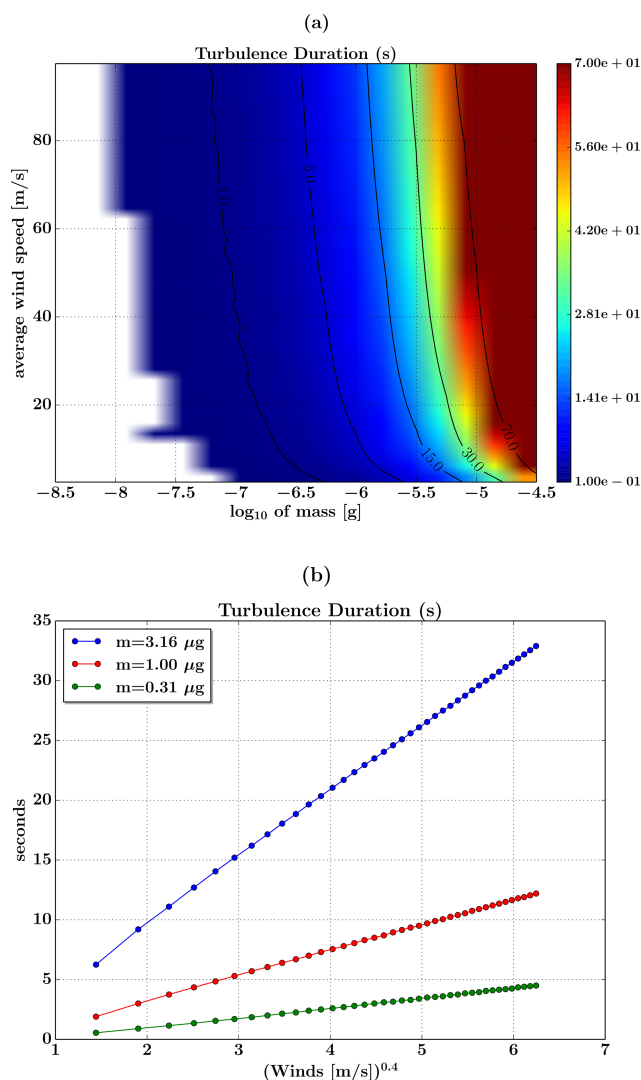 (a)
Turbulence Duration (s)
average wind speed [m/s]
80
60
40
20
−8.5 −8 −7.5 −7 −6.5 −6 −5.5 −5 −4.5
log₁₀ of mass [g]
15.0
30.0
70.0
7.00e + 01
5.60e + 01
4.20e + 01
2.81e + 01
1.41e + 01
1.00e − 01
(b)
Turbulence Duration (s)
35
30
25
20
15
10
5
0
seconds
m=3.16 μg
m=1.00 μg
m=0.31 μg
1 2 3 4 5 6 7
(Winds [m/s])⁰·⁴